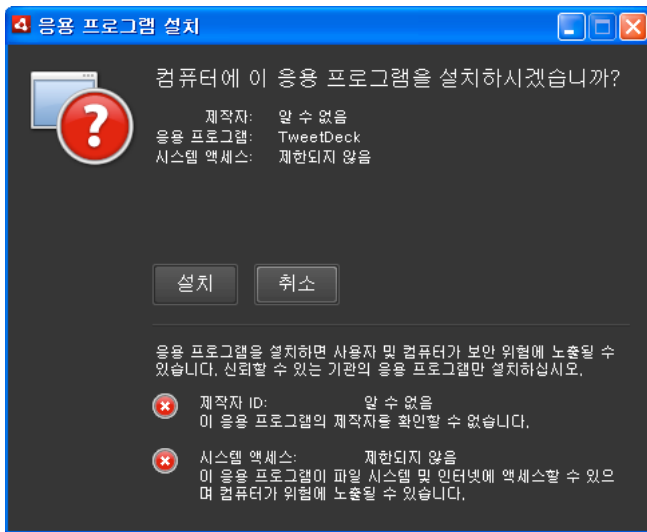 응용 프로그램 설치
컴퓨터에 이 응용 프로그램을 설치하시겠습니까?
제작자: 알 수 없음
응용 프로그램: TweetDeck
시스템 액세스: 제한되지 않음
설치
취소
응용 프로그램을 설치하면 사용자 및 컴퓨터가 보안 위험에 노출될 수
있습니다. 신뢰할 수 있는 기관의 응용 프로그램만 설치하십시오.
제작자 ID: 알 수 없음
이 응용 프로그램의 제작자를 확인할 수 없습니다.
시스템 액세스: 제한되지 않음
이 응용 프로그램이 파일 시스템 및 인터넷에 액세스할 수 있으
며 컴퓨터가 위험에 노출될 수 있습니다.